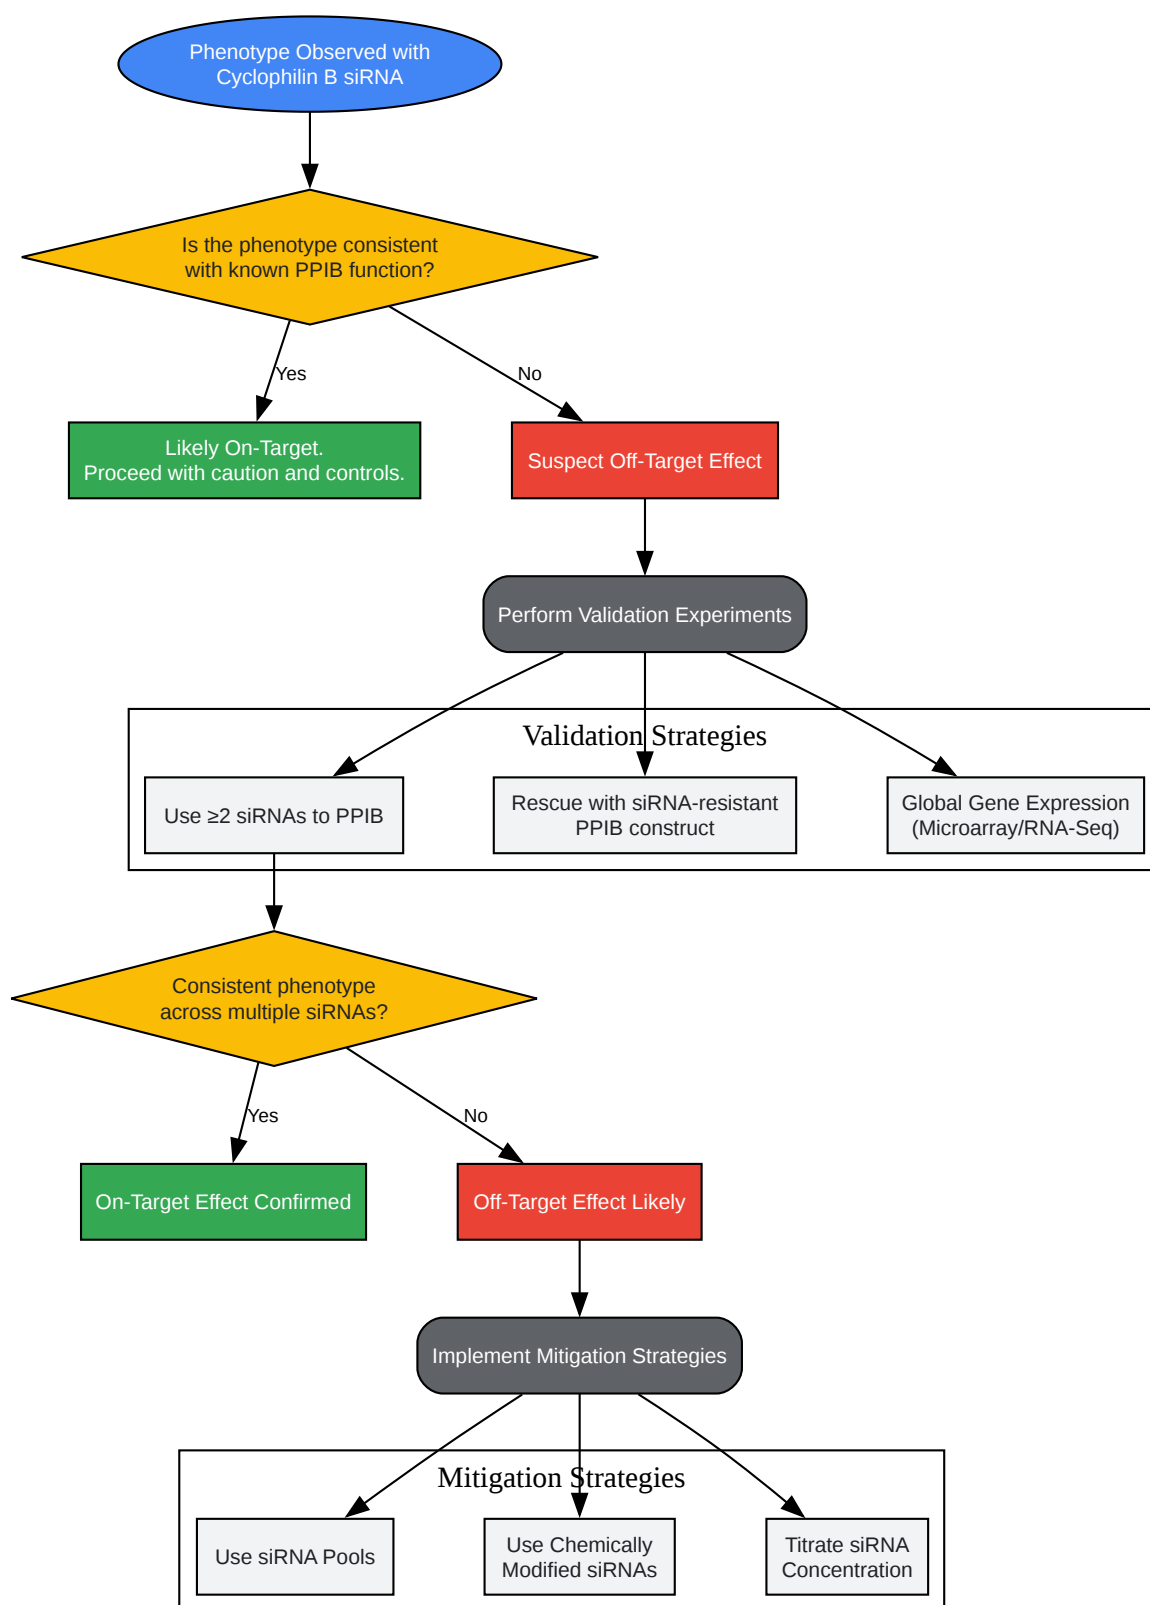 Phenotype Observed with
Cyclophilin B siRNA
Is the phenotype consistent
with known PPIB function?
Yes
No
Likely On-Target.
Proceed with caution and controls.
Suspect Off-Target Effect
Perform Validation Experiments
Validation Strategies
Use ≥2 siRNAs to PPIB
Rescue with siRNA-resistant
PPIB construct
Global Gene Expression
(Microarray/RNA-Seq)
Consistent phenotype
across multiple siRNAs?
Yes
No
On-Target Effect Confirmed
Off-Target Effect Likely
Implement Mitigation Strategies
Mitigation Strategies
Use siRNA Pools
Use Chemically
Modified siRNAs
Titrate siRNA
Concentration